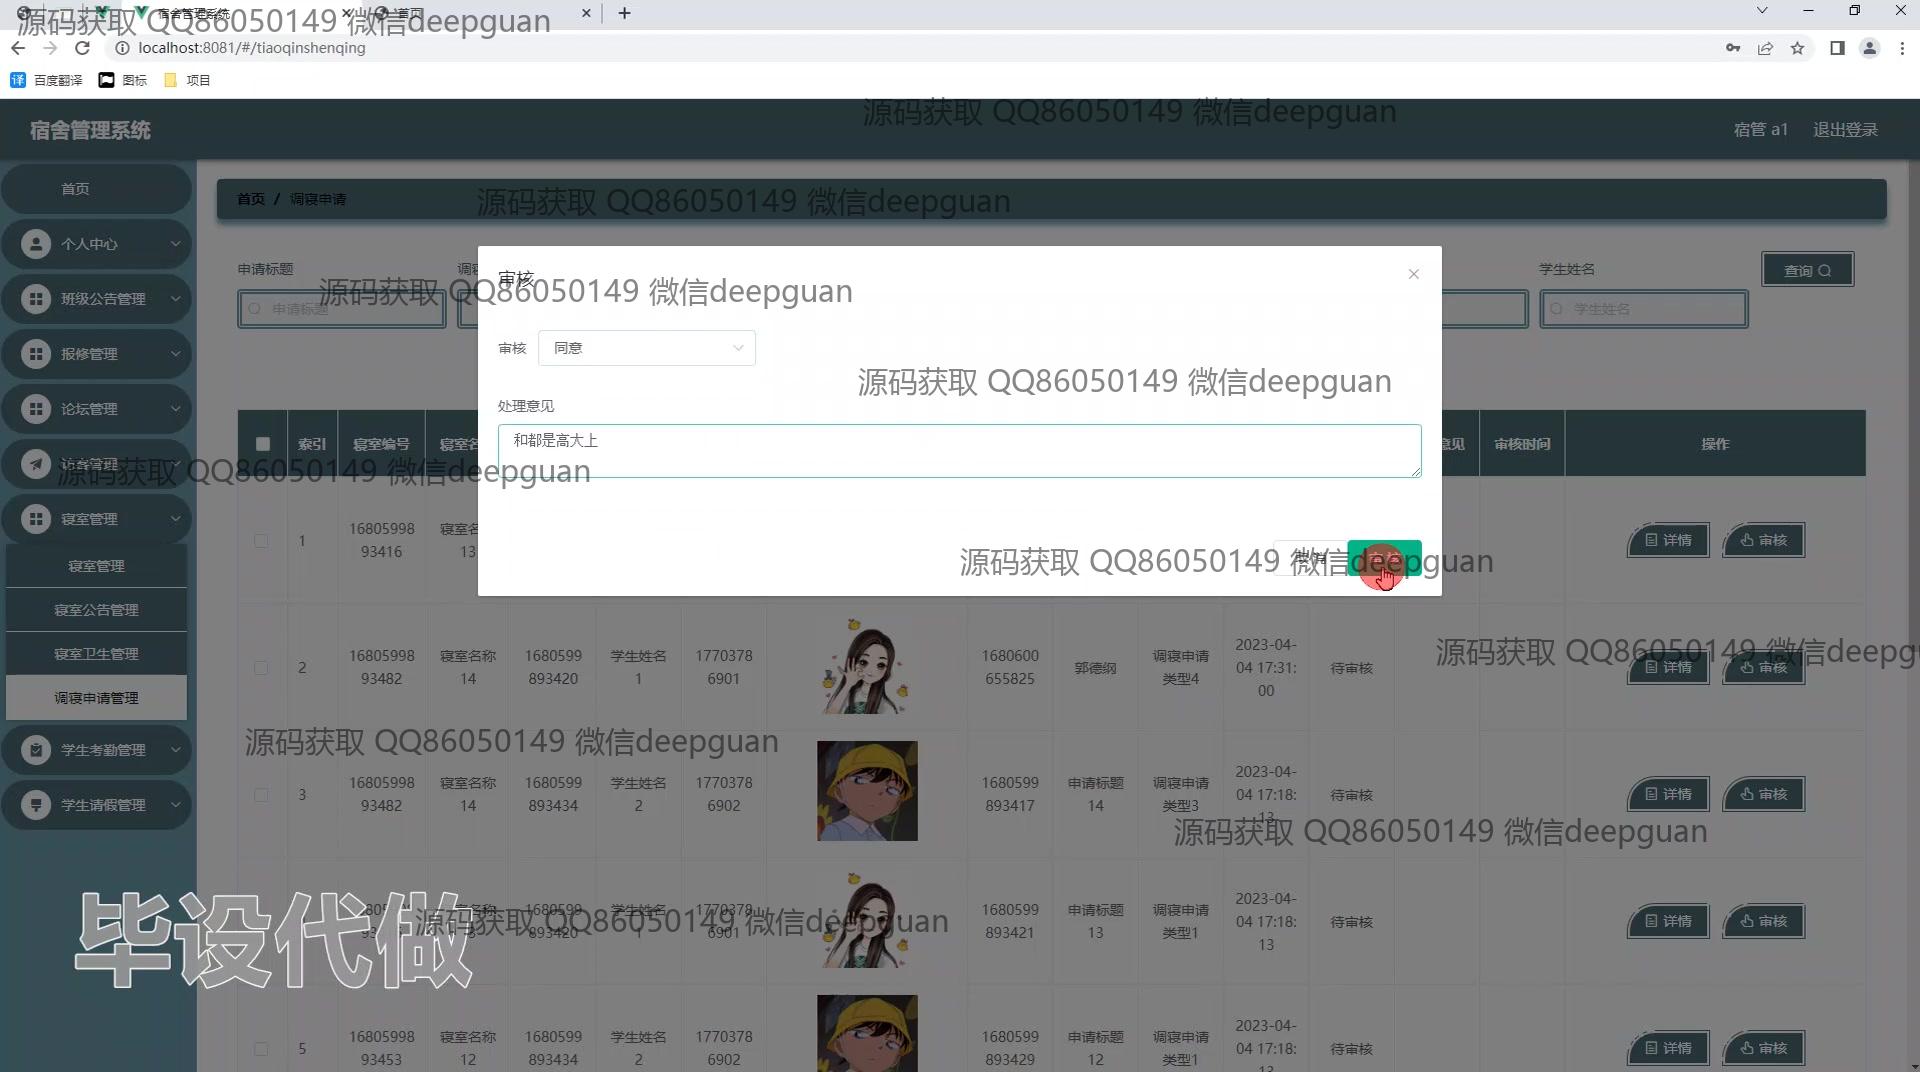 宿舍管理系统
首页
源码获取 QQ86050149 微信deepguan
localhost:8081/#/tiaoqinshenqing
百度翻译
图标
项目
源码获取 QQ86050149 微信deepguan
宿舍管理系统
宿管 a1
退出登录
首页
首页 / 调寝申请
源码获取 QQ86050149 微信deepguan
个人中心
班级公告管理
报修管理
论坛管理
访客管理
寝室管理
寝室管理
寝室公告管理
寝室卫生管理
调寝申请管理
学生考勤管理
学生请假管理
申请标题
学生姓名
查询
申请标题
学生姓名
审核
源码获取 QQ86050149 微信deepguan
审核 同意
源码获取 QQ86050149 微信deepguan
处理意见
和都是高大上
源码获取 QQ86050149 微信deepguan
审核
源码获取 QQ86050149 微信deepguan
索引 寝室编号 审核时间 操作
1 1680599893416 详情 审核
2 1680599893482 寝室名称14 1680599893420 学生姓名1 17703786901 1680600655825 郭德纲 调寝申请类型4 2023-04-04 17:31:00 待审核 详情 审核
源码获取 QQ86050149 微信deepg
源码获取 QQ86050149 微信deepguan
3 1680599893482 寝室名称14 1680599893434 学生姓名2 17703786902 1680599893417 申请标题14 调寝申请类型3 2023-04-04 17:18:13 待审核 详情 审核
源码获取 QQ86050149 微信deepguan
1680599893420 学生姓名1 17703786901 1680599893421 申请标题13 调寝申请类型1 2023-04-04 17:18:13 待审核 详情 审核
源码获取 QQ86050149 微信deepguan
毕设代做
5 1680599893453 寝室名称12 1680599893434 学生姓名2 17703786902 1680599893429 申请标题12 调寝申请类型1 2023-04-04 17:18:13 待审核 详情 审核